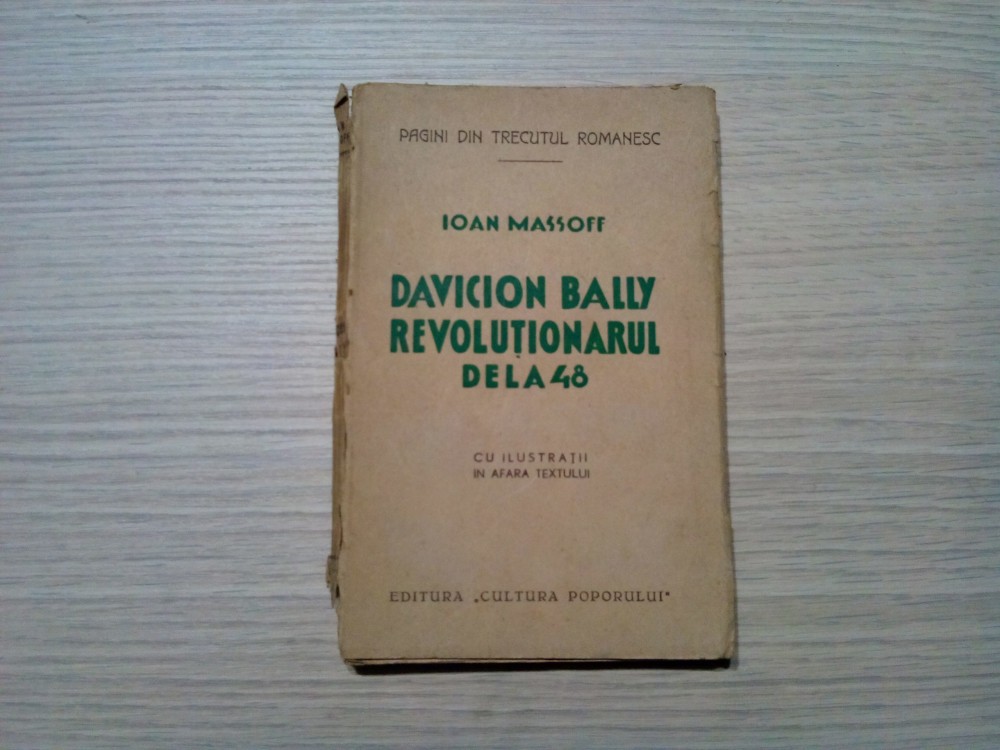 PAGINI DIN TRECUTUL ROMANESC
IOAN MASSOFF
DAVICION BALLY
REVOLUȚIONARUL
DELA 48
CU ILUSTRAȚII
IN AFARA TEXTULUI
EDITURA „CULTURA POPORULUI"